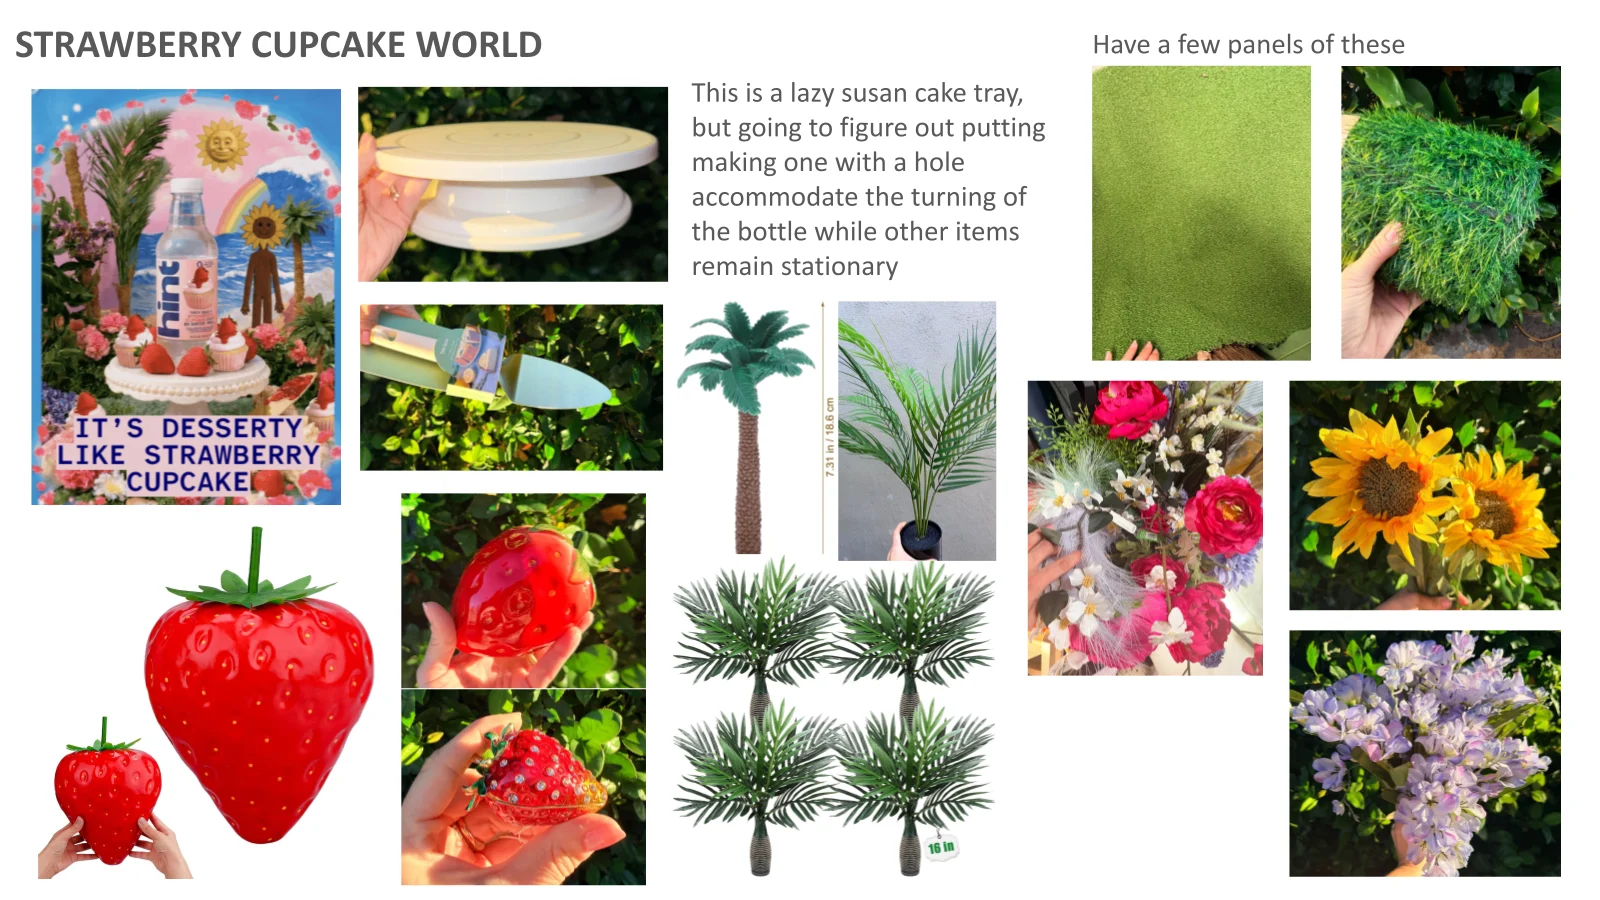 STRAWBERRY CUPCAKE WORLD
Have a few panels of these
This is a lazy susan cake tray,
but going to figure out putting
making one with a hole
accommodate the turning of
the bottle while other items
remain stationary
hint
IT'S DESSERTY
LIKE STRAWBERRY
CUPCAKE
7.31 in / 18.6 cm
16 in